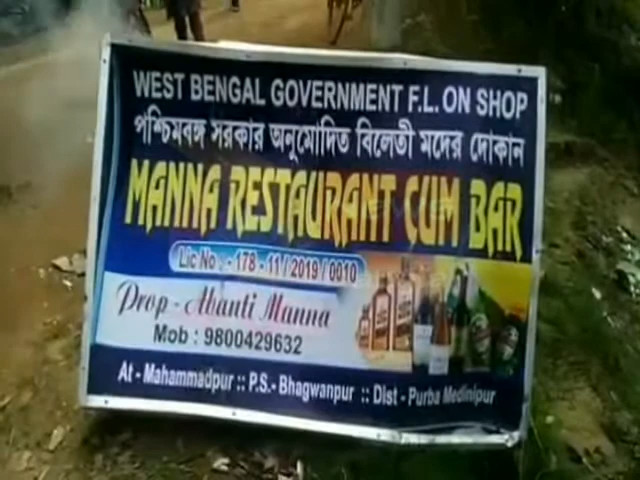 WEST BENGAL GOVERNMENT F.L. ON SHOP
পশ্চিমবঙ্গ সরকার অনুমোদিত বিলেতী মদের দোকান
MANNA RESTAURANT CUM BAR
Lic No. :- 178 - 11 / 2019 / 0010
Prop - Abanti Manna
Mob : 9800429632
At - Mahammadpur :: P.S.- Bhagwanpur :: Dist - Purba Medinipur